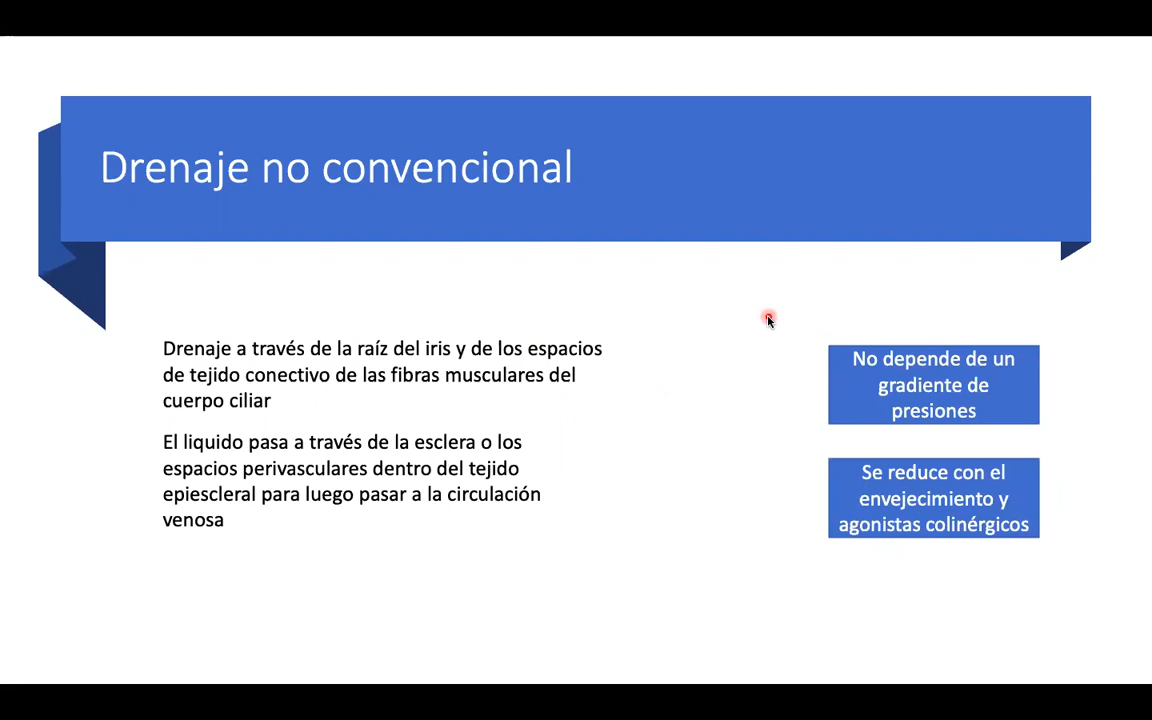 Drenaje no convencional
Drenaje a través de la raíz del iris y de los espacios
de tejido conectivo de las fibras musculares del
cuerpo ciliar
El liquido pasa a través de la esclera o los
espacios perivasculares dentro del tejido
epiescleral para luego pasar a la circulación
venosa
No depende de un
gradiente de
presiones
Se reduce con el
envejecimiento y
agonistas colinérgicos